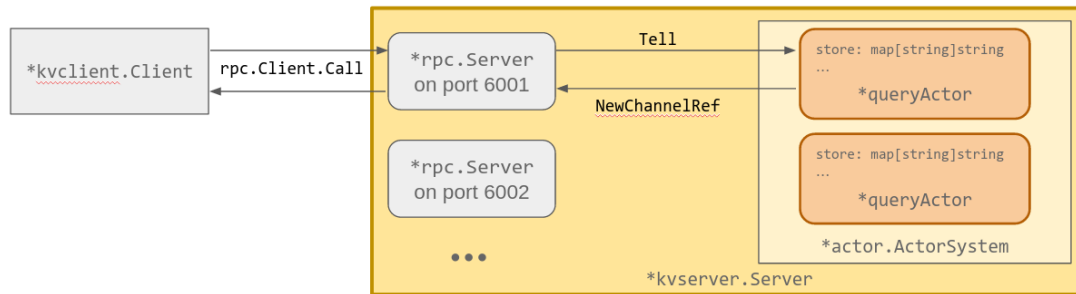 *kvclient.Client
rpc.Client.Call
*rpc.Server
on port 6001
Tell
NewChannelRef
store: map[string]string
...
*queryActor
*rpc.Server
on port 6002
store: map[string]string
...
*queryActor
*actor.ActorSystem
*kvserver.Server